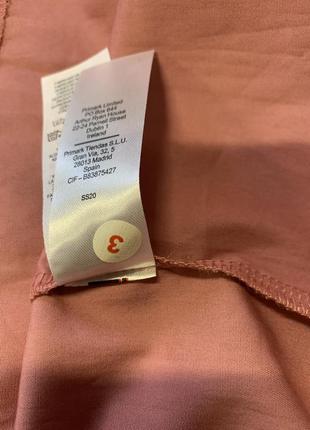 Primark Limited
PO Box 644
Arthur Ryan House
22-24 Parnell Street
Dublin 1
Ireland
Primark Tiendas S.L.U.
Gran Via, 32, 5
28013 Madrid
Spain
CIF - B83875427
SS20
3